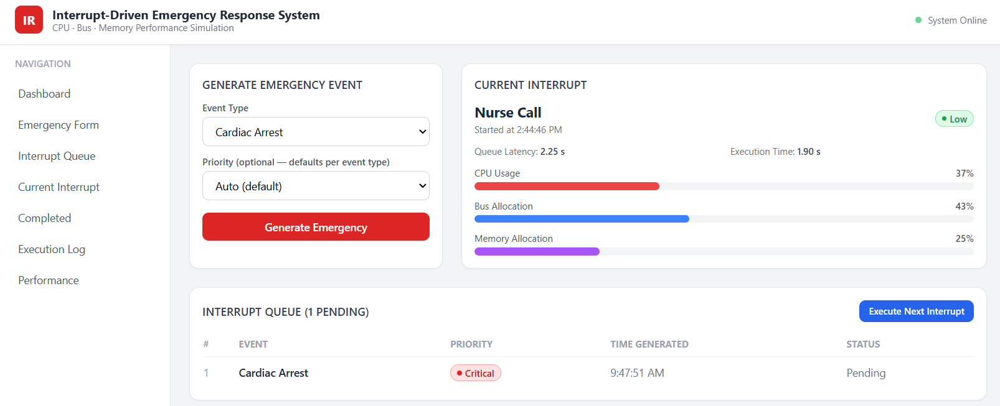 IR
Interrupt-Driven Emergency Response System
CPU · Bus · Memory Performance Simulation
System Online
NAVIGATION
Dashboard
Emergency Form
Interrupt Queue
Current Interrupt
Completed
Execution Log
Performance
GENERATE EMERGENCY EVENT
Event Type
Cardiac Arrest
Priority (optional — defaults per event type)
Auto (default)
Generate Emergency
CURRENT INTERRUPT
Nurse Call
Low
Started at 2:44:46 PM
Queue Latency: 2.25 s
Execution Time: 1.90 s
CPU Usage 37%
Bus Allocation 43%
Memory Allocation 25%
INTERRUPT QUEUE (1 PENDING)
Execute Next Interrupt
# EVENT PRIORITY TIME GENERATED STATUS
1 Cardiac Arrest Critical 9:47:51 AM Pending